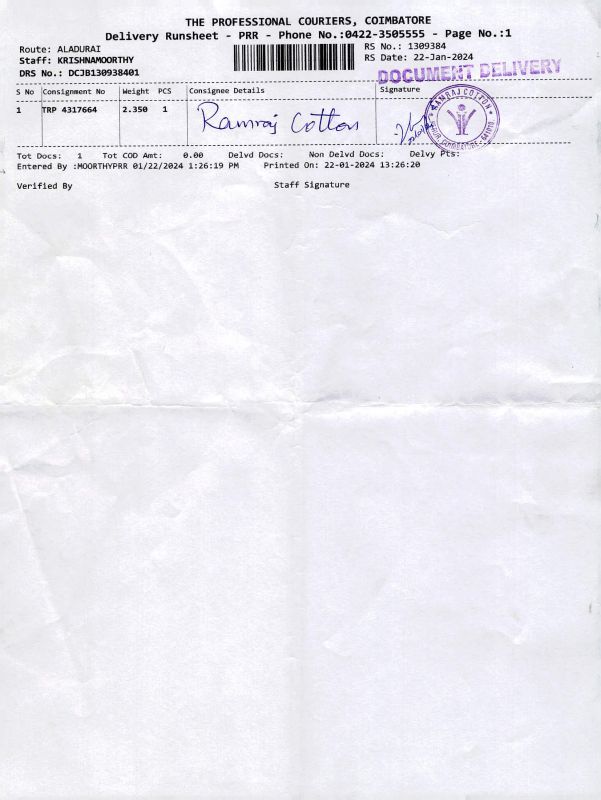 THE PROFESSIONAL COURIERS, COIMBATORE
Delivery Runsheet - PRR - Phone No.:0422-3505555 - Page No.:1
Route: ALADURAI
Staff: KRISHNAMOORTHY
DRS No.: DCJB130938401
RS No.: 1309384
RS Date: 22-Jan-2024
DOCUMENT DELIVERY
S No Consignment No Weight PCS Consignee Details Signature
1 TRP 4317664 2.350 1 Ramraj Cotton
RAMRAJ COTTON
COIMBATORE
Tot Docs: 1 Tot COD Amt: 0.00 Delvd Docs: Non Delvd Docs: Delvy Pts:
Entered By :MOORTHYPRR 01/22/2024 1:26:19 PM Printed On: 22-01-2024 13:26:20
Verified By Staff Signature